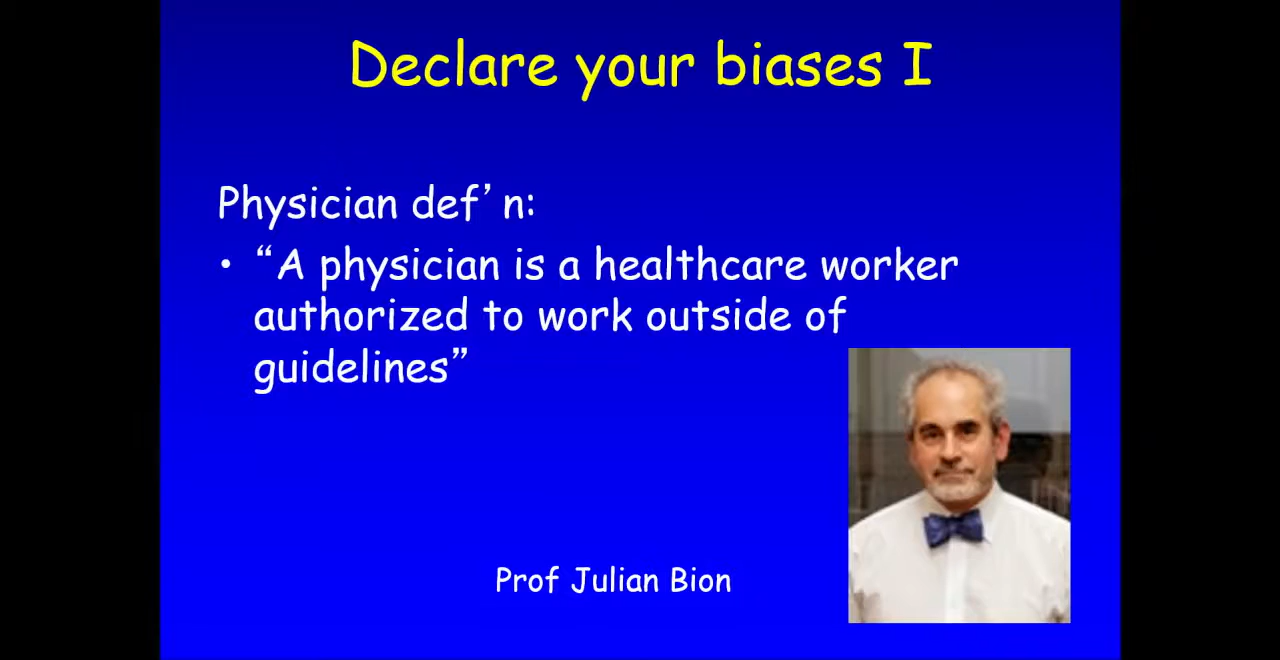 Declare your biases I
Physician def’n:
• “A physician is a healthcare worker
authorized to work outside of
guidelines”
Prof Julian Bion